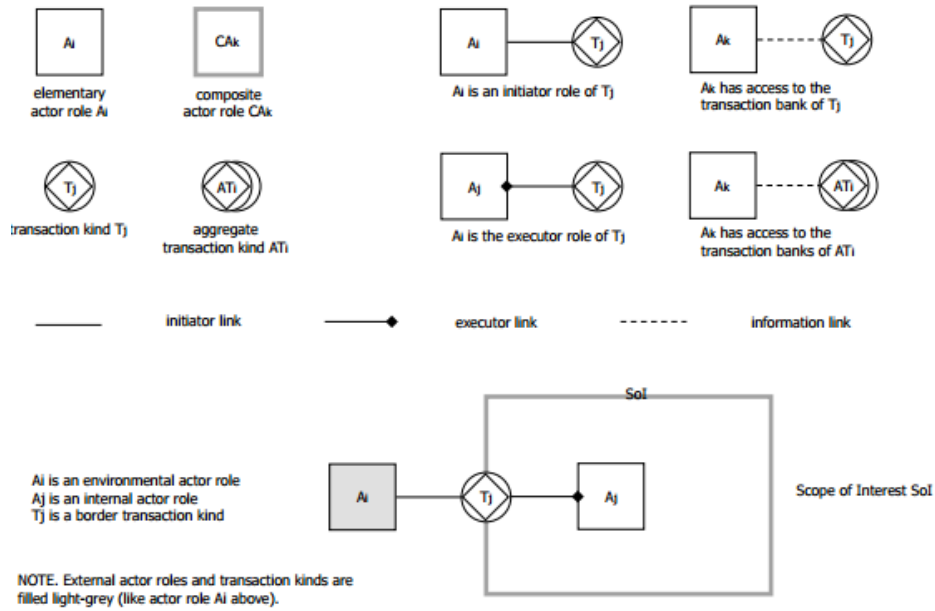 Ai
CAk
Ai
Tj
Ak
Tj
elementary
actor role Ai
composite
actor role CAk
Ai is an initiator role of Tj
Ak has access to the
transaction bank of Tj
Tj
ATi
Aj
Tj
Ak
ATi
transaction kind Tj
aggregate
transaction kind ATi
Ai is the executor role of Tj
Ak has access to the
transaction banks of ATi
initiator link
executor link
information link
SoI
Ai is an environmental actor role
Aj is an internal actor role
Tj is a border transaction kind
Ai
Tj
Aj
Scope of Interest SoI
NOTE. External actor roles and transaction kinds are
filled light-grey (like actor role Ai above).